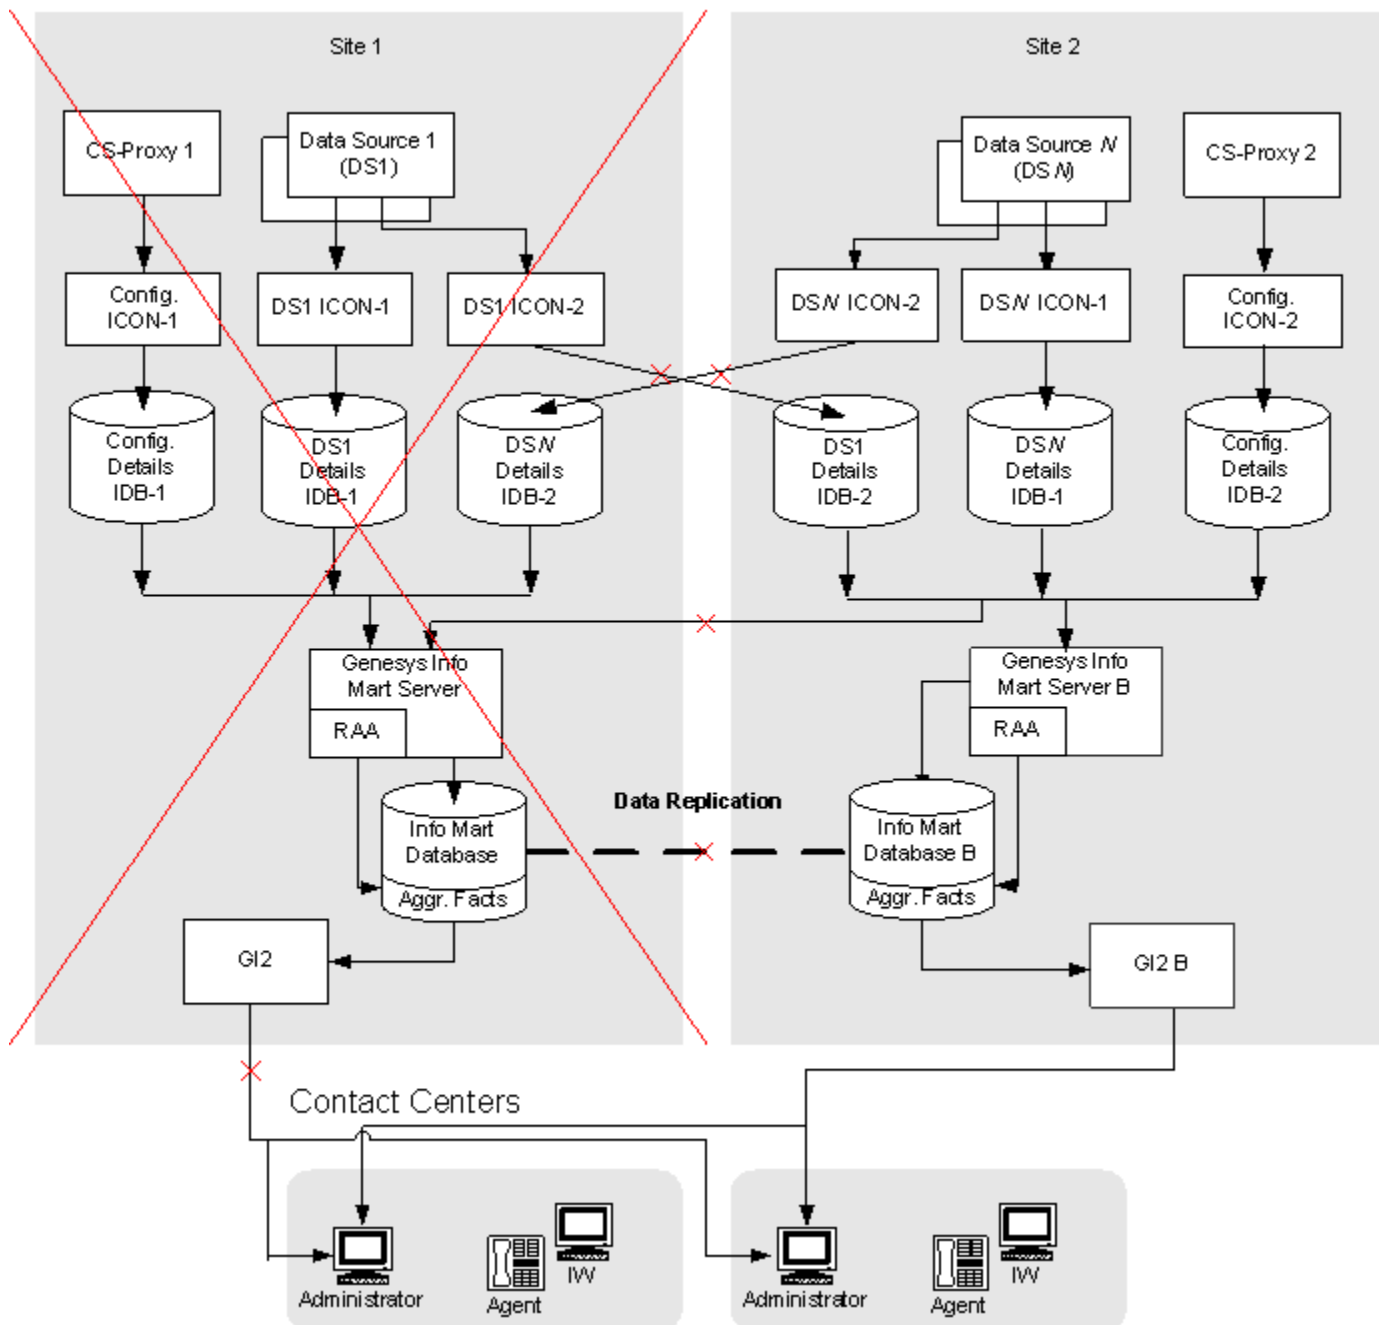 Site 1
Site 2
CS-Proxy 1
Data Source 1
(DS1)
Data Source N
(DS N)
CS-Proxy 2
Config.
ICON-1
DS1 ICON-1
DS1 ICON-2
DSN ICON-2
DSN ICON-1
Config.
ICON-2
Config.
Details
IDB-1
DS1
Details
IDB-1
DSN
Details
IDB-2
DS1
Details
IDB-2
DSN
Details
IDB-1
Config.
Details
IDB-2
Genesys Info
Mart Server
RAA
Genesys Info
Mart Server B
RAA
Data Replication
Info Mart
Database
Aggr. Facts
Info Mart
Database B
Aggr. Facts
GI2
GI2 B
Contact Centers
Administrator
Agent
IW
Administrator
Agent
IW